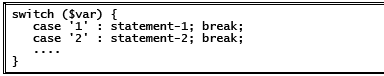 switch ($var) {
case '1' : statement-1; break;
case '2' : statement-2; break;
....
}